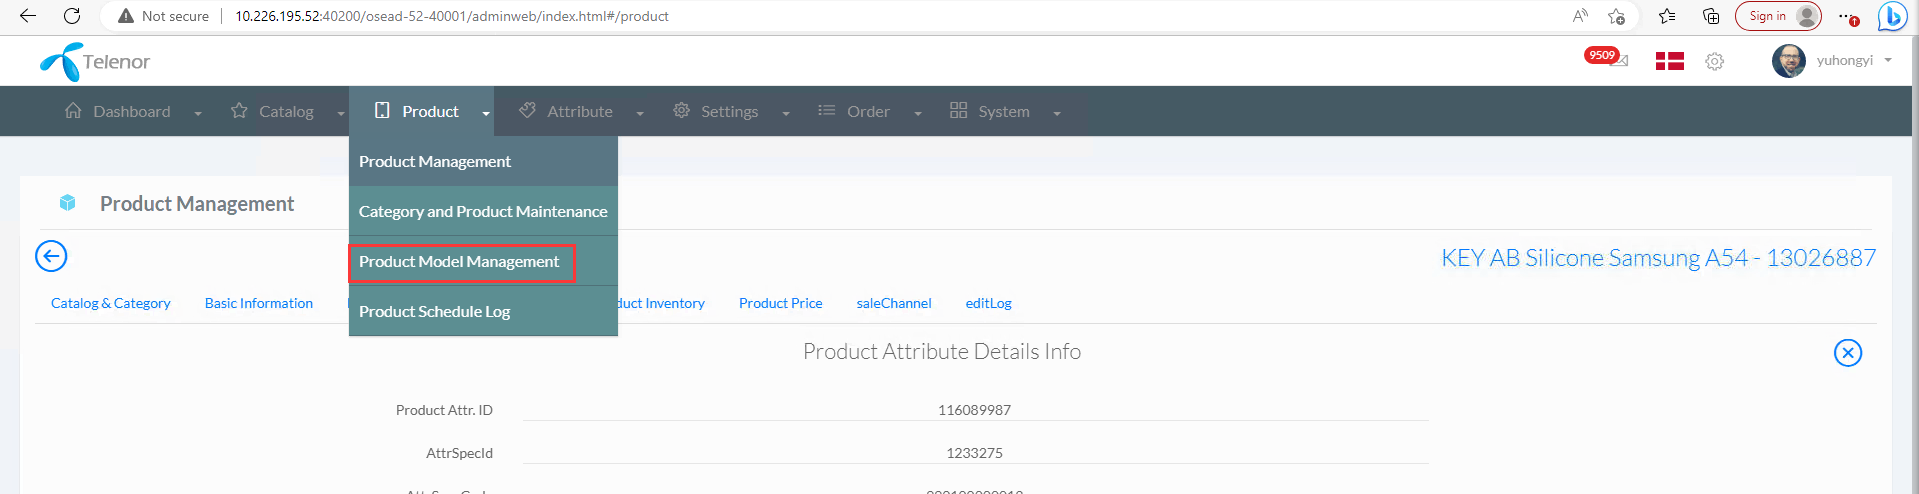 Not secure | 10.226.195.52:40200/osead-52-40001/adminweb/index.html#/product
Sign in
Telenor
9509
yuhongyi
Dashboard Catalog Product Attribute Settings Order System
Product Management
Category and Product Maintenance
Product Model Management
Product Schedule Log
Product Management
KEY AB Silicone Samsung A54 - 13026887
Catalog & Category Basic Information duct Inventory Product Price saleChannel editLog
Product Attribute Details Info
Product Attr. ID 116089987
AttrSpecId 1233275